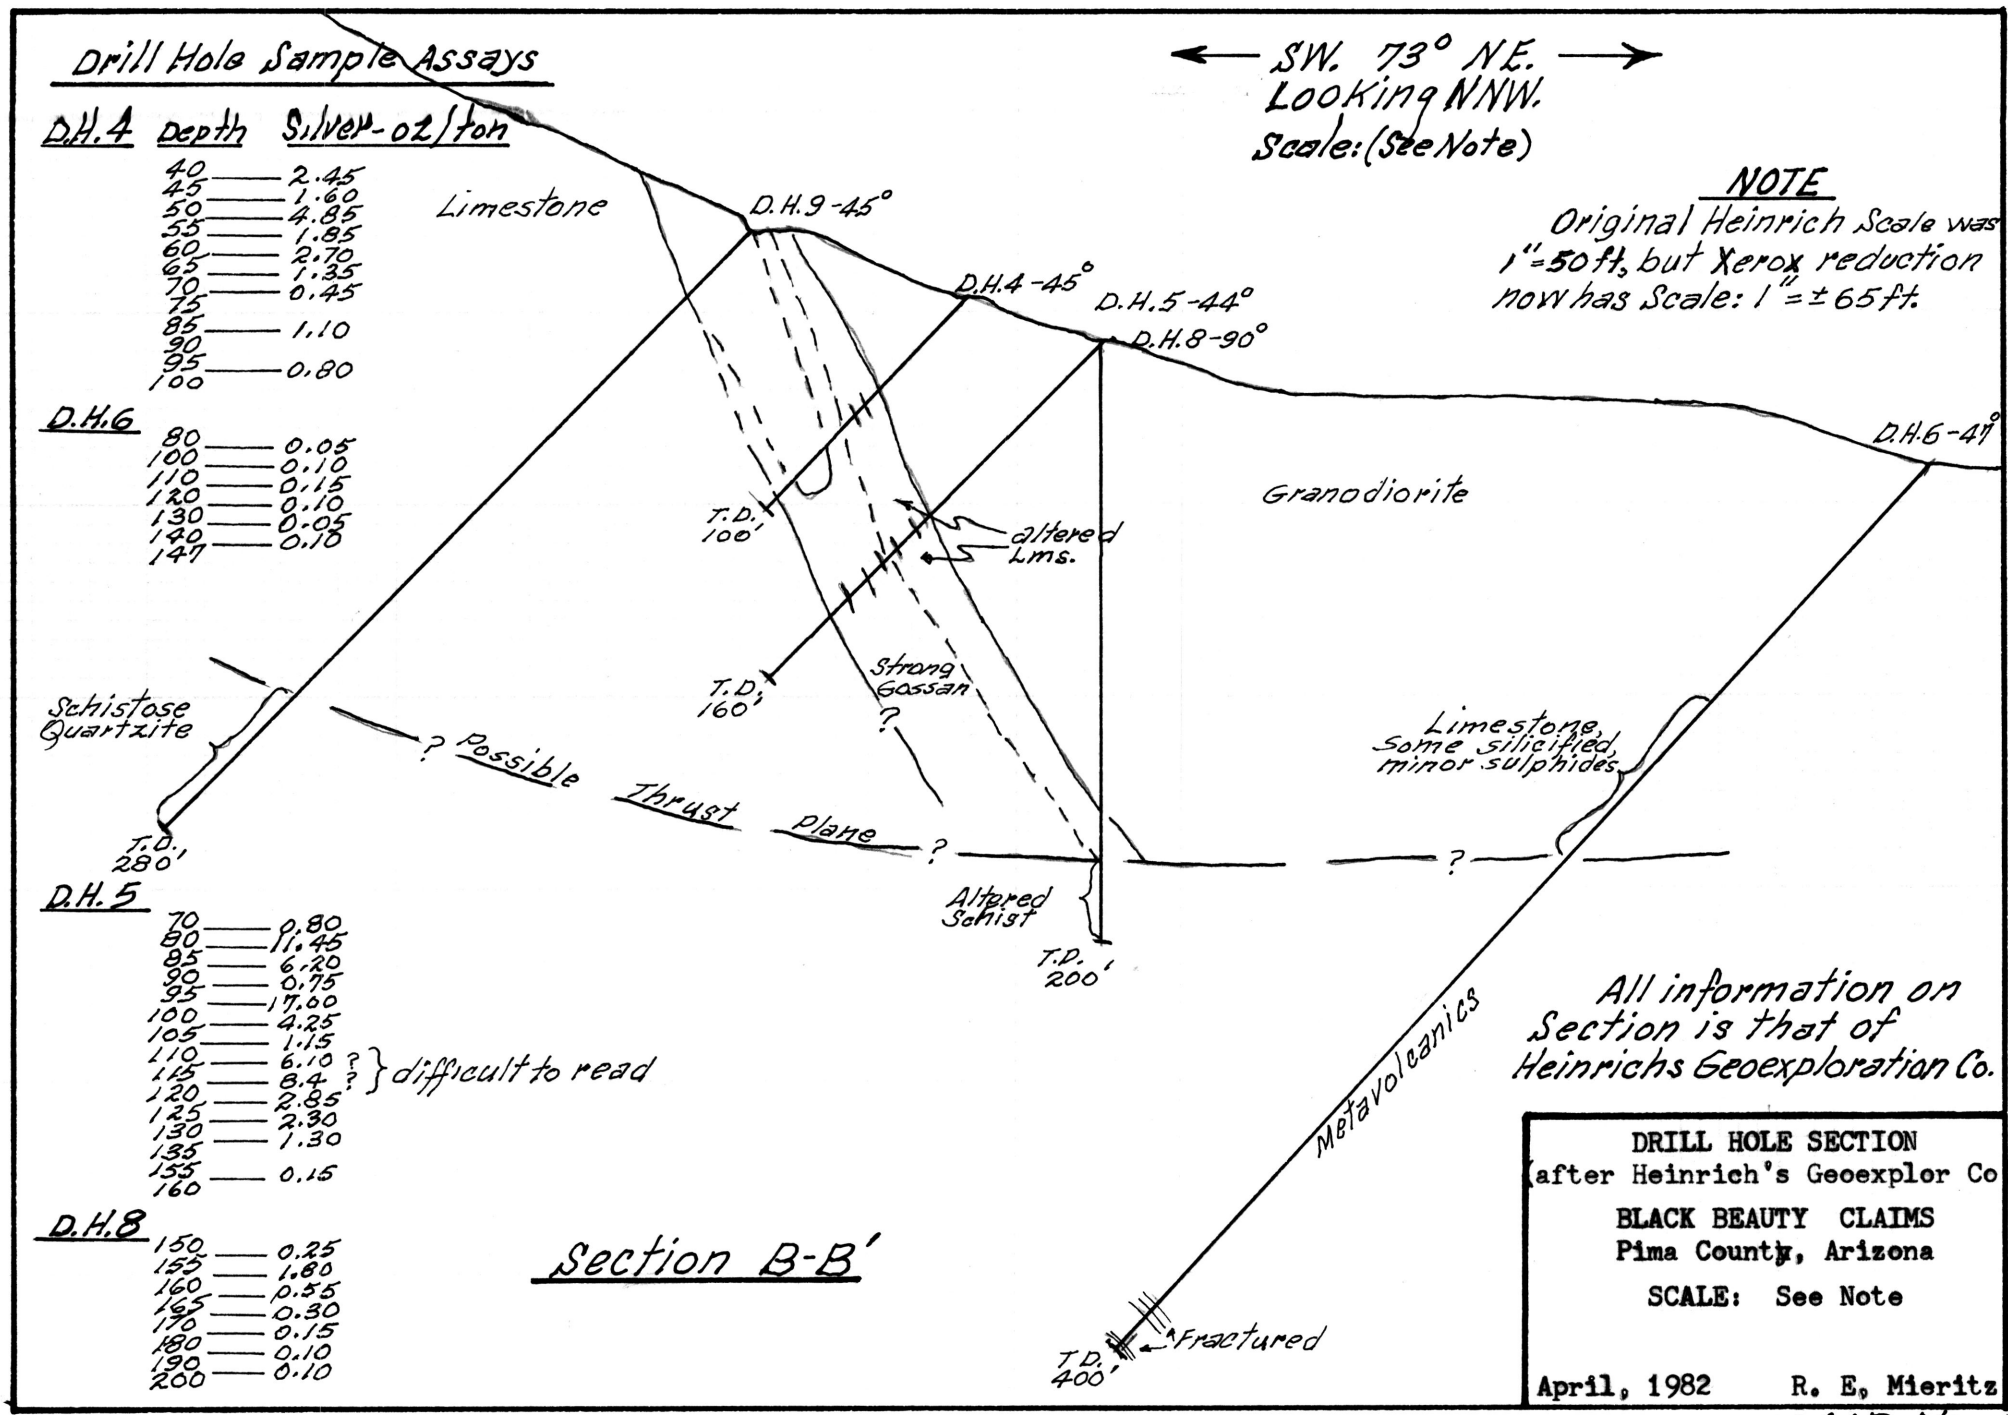 Drill Hole Sample Assays
D.H.4 Depth Silver-oz/ton
40
2.45
45
1.60
50
4.85
55
1.85
60
2.70
65
1.35
70
0.45
75
85
1.10
90
95
0.80
100
D.H.6
80
0.05
100
0.10
110
0.15
120
0.10
130
0.05
140
0.10
147
SW. 73° NE.
Looking NNW.
Scale: (See Note)
NOTE
Original Heinrich Scale was
1"=50ft, but Xerox reduction
now has Scale: 1"=±65ft.
Limestone
D.H.9-45°
D.H.4-45°
D.H.5-44°
D.H.8-90°
D.H.6-47°
Granodiorite
T.D.
100'
altered
Lms.
T.D.
160'
Strong
Gossan
?
Schistose
Quartzite
? Possible Thrust Plane ?
?
Limestone,
some silicified,
minor sulphides
T.D.
280'
Altered
Schist
T.D.
200'
D.H.5
70
0.80
80
11.45
85
6.20
90
0.75
95
17.00
100
4.25
105
1.15
110
6.10 ?
115
8.4 ?
difficult to read
120
2.85
125
2.30
130
1.30
135
155
0.15
160
D.H.8
150
0.25
155
1.80
160
0.55
165
0.30
170
0.15
180
0.10
190
0.10
200
Section B-B'
Metavolcanics
Fractured
T.D.
400'
All information on
Section is that of
Heinrichs Geoexploration Co.
DRILL HOLE SECTION
(after Heinrich's Geoexplor Co
BLACK BEAUTY CLAIMS
Pima County, Arizona
SCALE: See Note
April, 1982 R. E. Mieritz